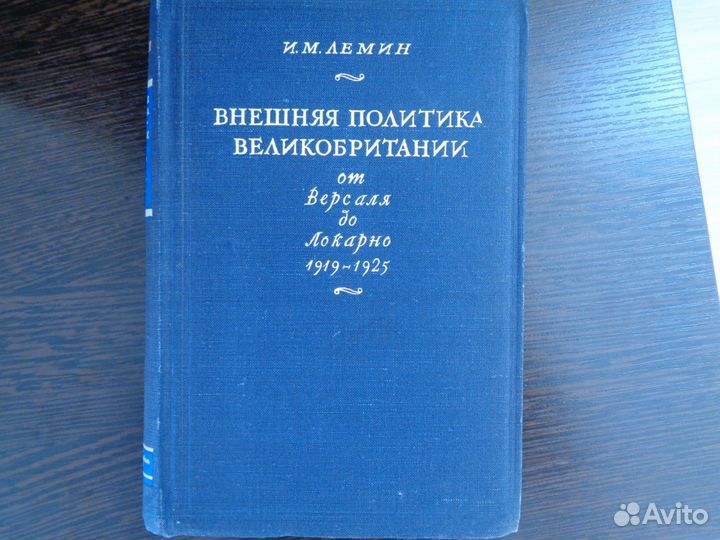 И. М. ЛЕМИН
ВНЕШНЯЯ ПОЛИТИКА
ВЕЛИКОБРИТАНИИ
от
Версаля
до
Локарно
1919~1925
Avito